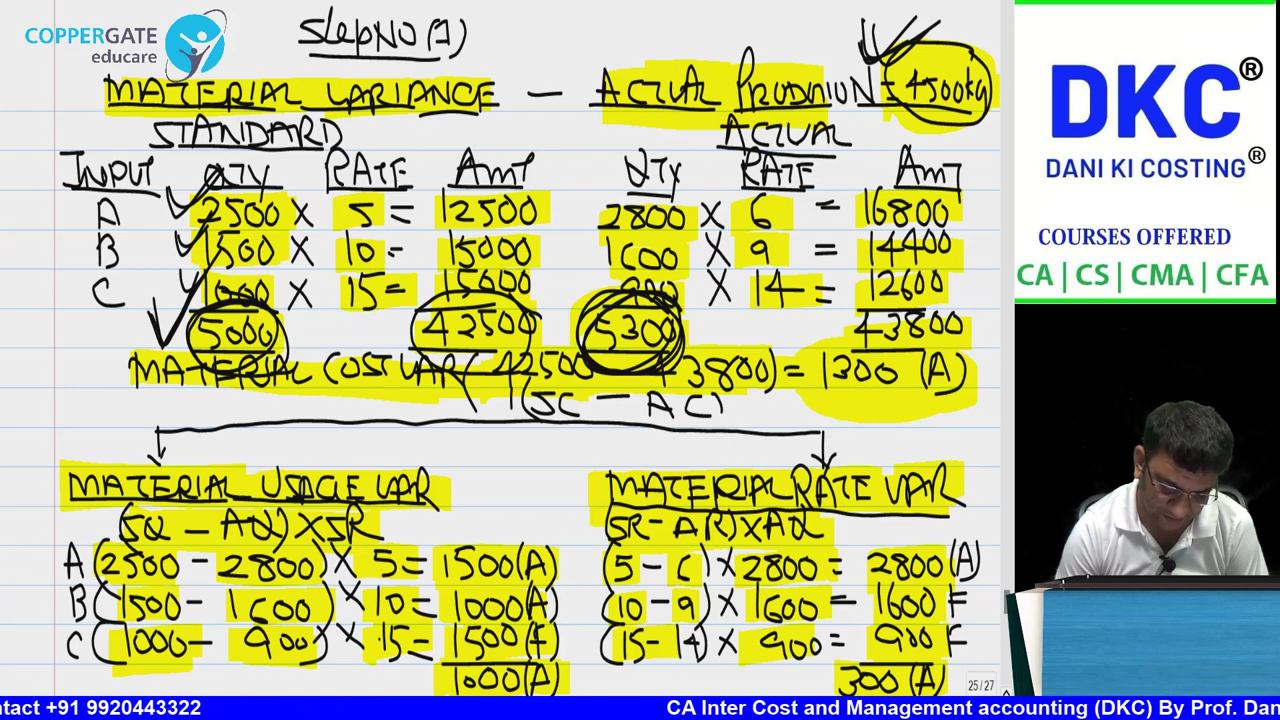 COPPERGATE
educare
Step NO (1)
MATERIAL VARIANCE — ACTUAL PRODNION = 4500KG
STANDARD ACTUAL
INPUT QTY RATE AMT QTY RATE AMT
A 2500 X 5 = 12500 2800 X 6 = 16800
B 1500 X 10 = 15000 1600 X 9 = 14400
C 1000 X 15 = 15000 900 X 14 = 12600
5000 42500 5300 43800
MATERIAL COST VAR ( 42500 43800) = 1300 (A)
(SC — AC)
MATERIAL USAGE VAR MATERIAL RATE VAR
(SQ — AQ) X SR (SR — AR) X AQ
A (2500 - 2800) X 5 = 1500 (A) (5 - 6) X 2800 = 2800 (A)
B (1500 - 1600) X 10 = 1000 (A) (10 - 9) X 1600 = 1600 F
C (1000 - 900) X 15 = 1500 (F) (15 - 14) X 900 = 900 F
1000 (A) 300 (A)
25 / 27
DKC®
DANI KI COSTING®
COURSES OFFERED
CA | CS | CMA | CFA
ntact +91 9920443322 CA Inter Cost and Management accounting (DKC) By Prof. Dan